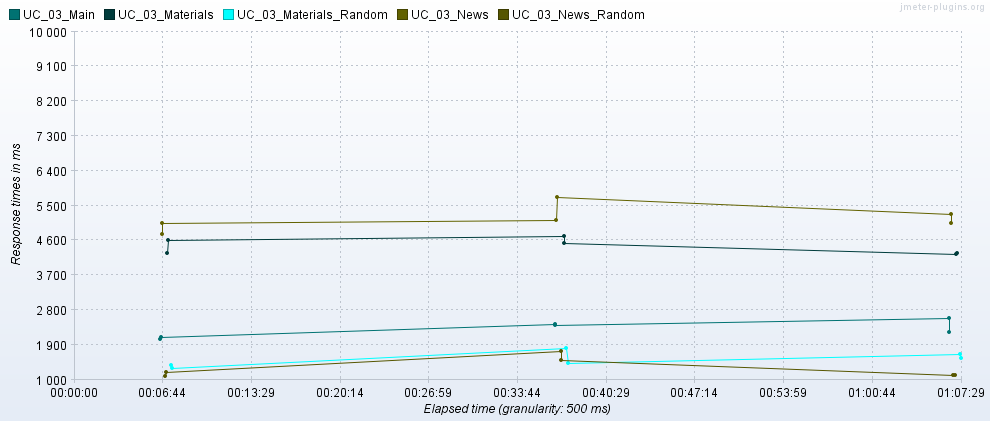 UC_03_Main UC_03_Materials UC_03_Materials_Random UC_03_News UC_03_News_Random
jmeter-plugins.org
10 000
9 100
8 200
7 300
6 400
5 500
4 600
3 700
2 800
1 900
1 000
Response times in ms
00:00:00 00:06:44 00:13:29 00:20:14 00:26:59 00:33:44 00:40:29 00:47:14 00:53:59 01:00:44 01:07:29
Elapsed time (granularity: 500 ms)